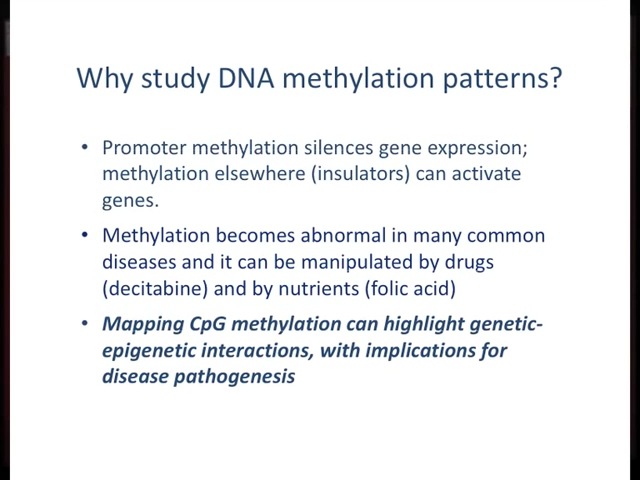 Why study DNA methylation patterns?
• Promoter methylation silences gene expression;
methylation elsewhere (insulators) can activate
genes.
• Methylation becomes abnormal in many common
diseases and it can be manipulated by drugs
(decitabine) and by nutrients (folic acid)
• Mapping CpG methylation can highlight genetic-
epigenetic interactions, with implications for
disease pathogenesis